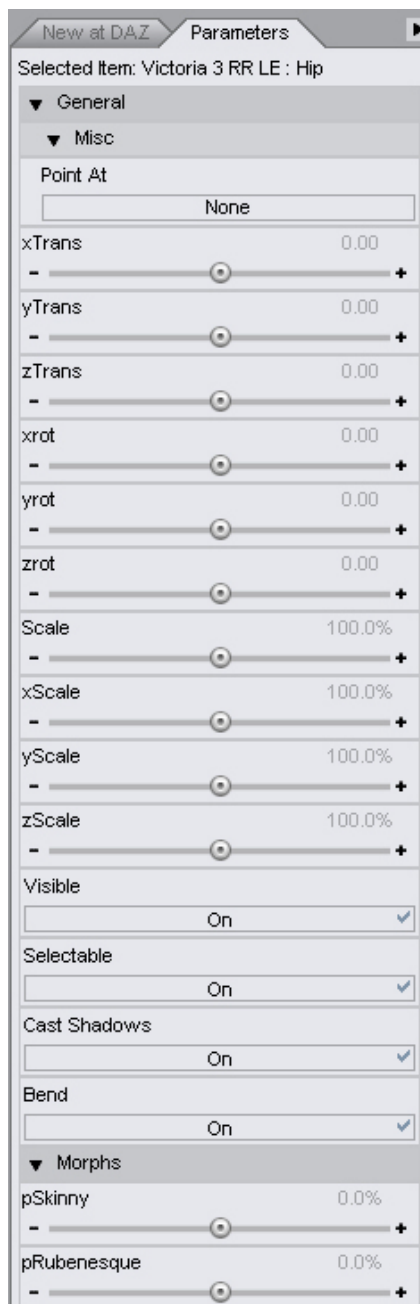 New at DAZ Parameters
Selected Item: Victoria 3 RR LE : Hip
General
Misc
Point At
None
xTrans 0.00
- +
yTrans 0.00
- +
zTrans 0.00
- +
xrot 0.00
- +
yrot 0.00
- +
zrot 0.00
- +
Scale 100.0%
- +
xScale 100.0%
- +
yScale 100.0%
- +
zScale 100.0%
- +
Visible
On
Selectable
On
Cast Shadows
On
Bend
On
Morphs
pSkinny 0.0%
- +
pRubenesque 0.0%
- +